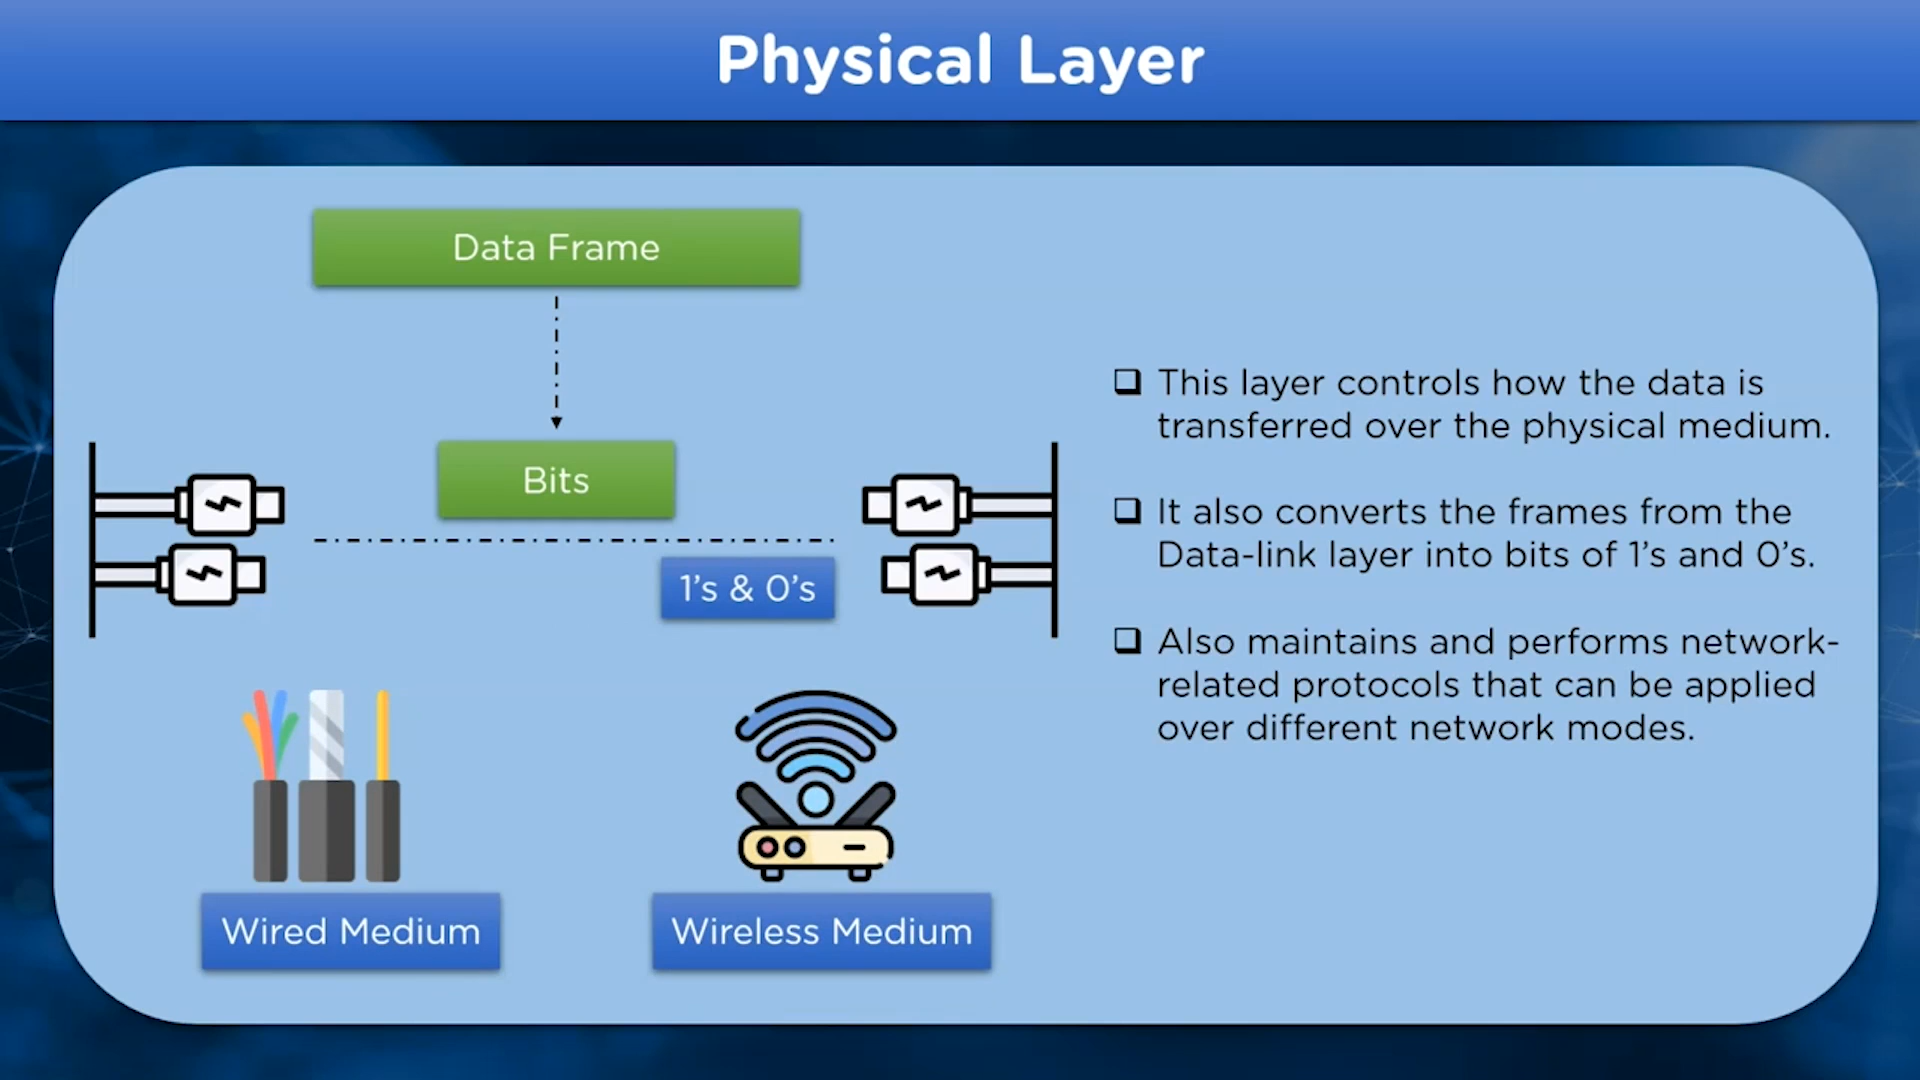 Physical Layer
Data Frame
Bits
1's & 0's
Wired Medium
Wireless Medium
❑ This layer controls how the data is
transferred over the physical medium.
❑ It also converts the frames from the
Data-link layer into bits of 1's and 0's.
❑ Also maintains and performs network-
related protocols that can be applied
over different network modes.